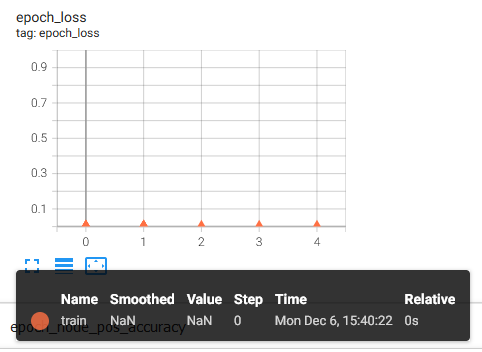 epoch_loss
tag: epoch_loss
0.9
0.7
0.5
0.3
0.1
0 1 2 3 4
Name Smoothed Value Step Time Relative
train NaN NaN 0 Mon Dec 6, 15:40:22 0s
epoch_node_pos_accuracy